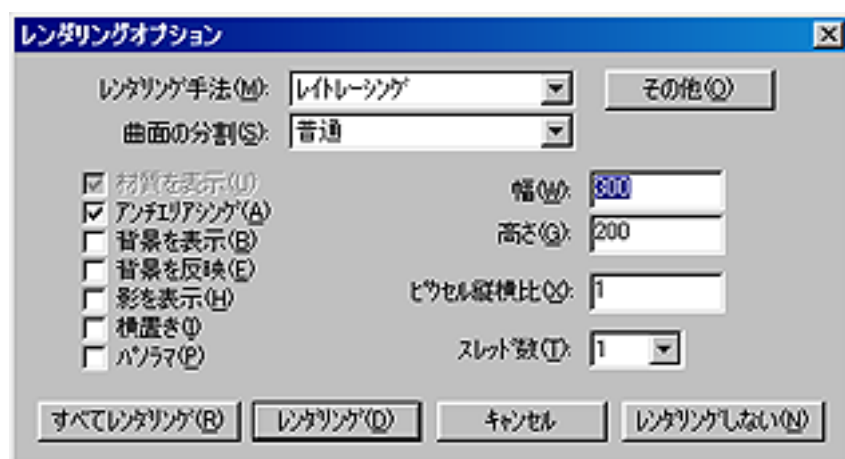 レンダリングオプション
レンダリング手法(M): レイトレーシング その他(O)
曲面の分割(S): 普通
材質を表示(U)
アンチエリアシング(A)
背景を表示(B)
背景を反映(E)
影を表示(H)
横置き(I)
パノラマ(P)
幅(W): 300
高さ(G): 200
ピクセル縦横比(X): 1
スレッド数(T): 1
すべてレンダリング(R) レンダリング(D) キャンセル レンダリングしない(N)